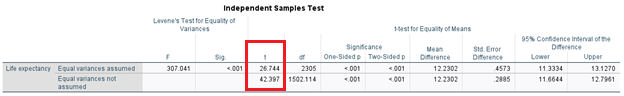 Independent Samples Test
Levene's Test for Equality of Variances t-test for Equality of Means
F Sig. t df Significance One-Sided p Two-Sided p Mean Difference Std. Error Difference 95% Confidence Interval of the Difference Lower Upper
Life expectancy Equal variances assumed 307.041 <.001 26.744 2305 <.001 <.001 12.2302 .4573 11.3334 13.1270
Equal variances not assumed 42.397 1502.114 <.001 <.001 12.2302 .2885 11.6644 12.7961